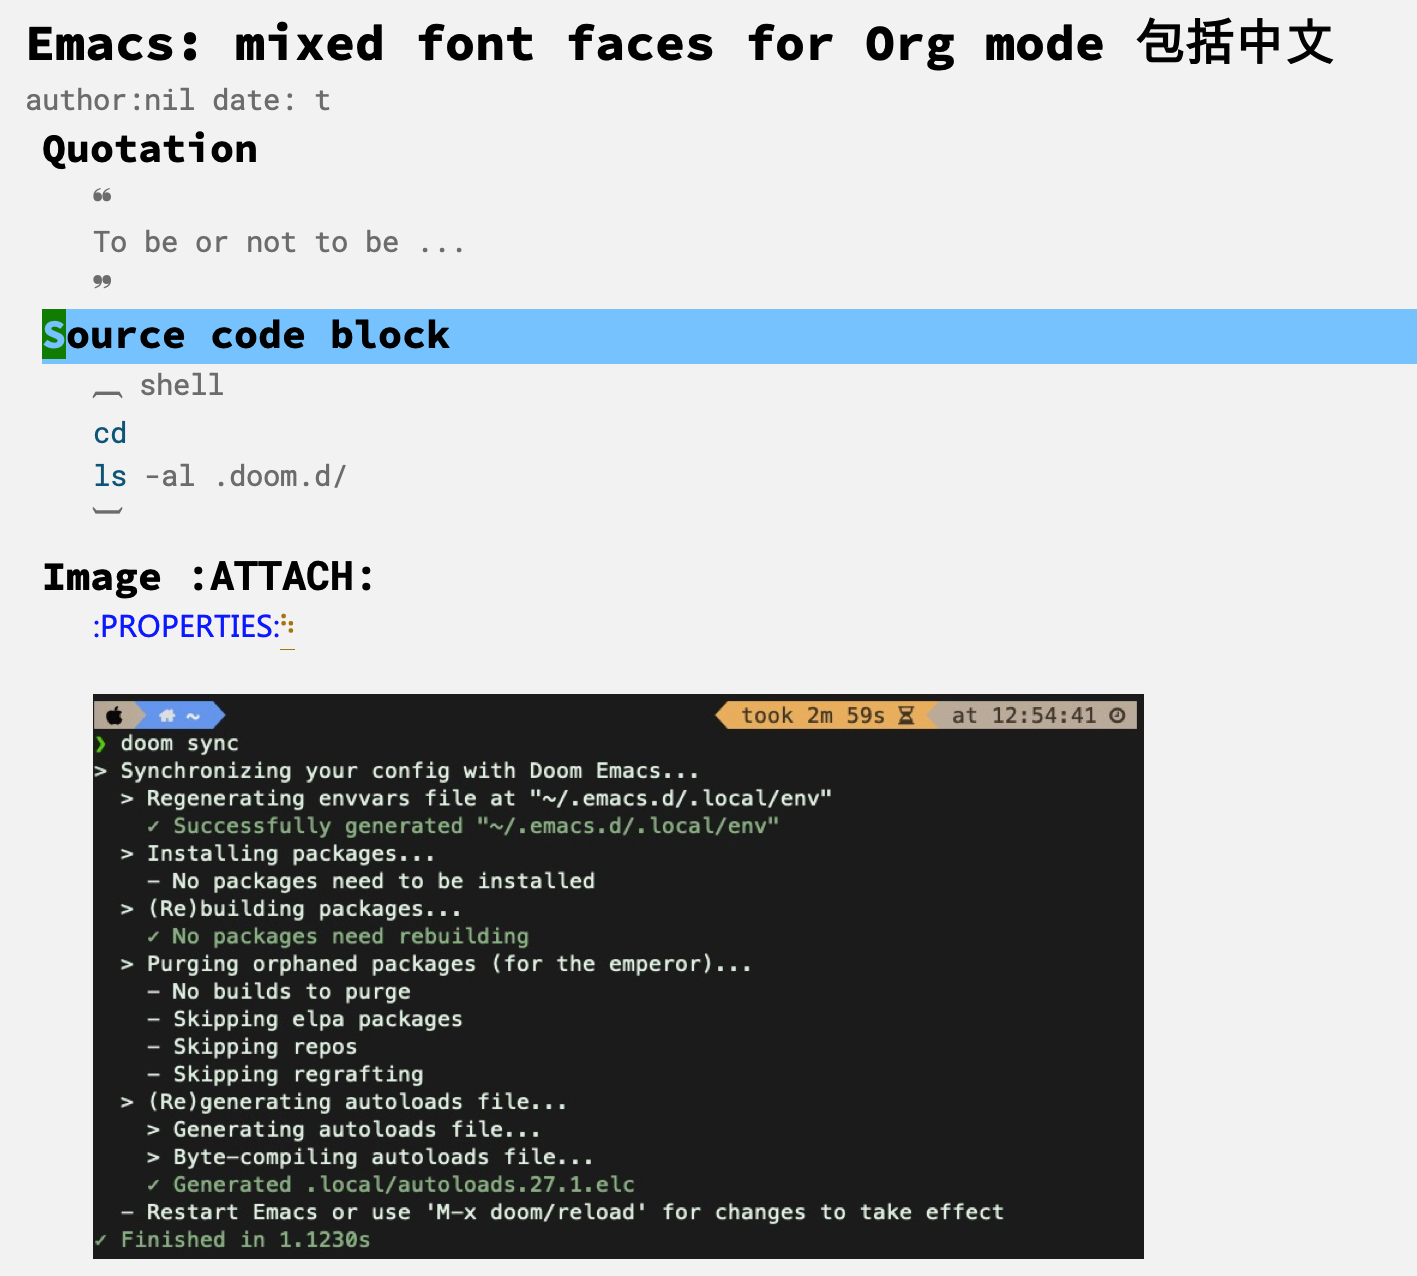 Emacs: mixed font faces for Org mode 包括中文
author:nil date: t
Quotation
❝
To be or not to be ...
❞
Source code block
︷ shell
cd
ls -al .doom.d/
︸
Image :ATTACH:
:PROPERTIES:
~ took 2m 59s at 12:54:41
❯ doom sync
> Synchronizing your config with Doom Emacs...
> Regenerating envvars file at "~/.emacs.d/.local/env"
✓ Successfully generated "~/.emacs.d/.local/env"
> Installing packages...
- No packages need to be installed
> (Re)building packages...
✓ No packages need rebuilding
> Purging orphaned packages (for the emperor)...
- No builds to purge
- Skipping elpa packages
- Skipping repos
- Skipping regrafting
> (Re)generating autoloads file...
> Generating autoloads file...
> Byte-compiling autoloads file...
✓ Generated .local/autoloads.27.1.elc
- Restart Emacs or use 'M-x doom/reload' for changes to take effect
✓ Finished in 1.1230s